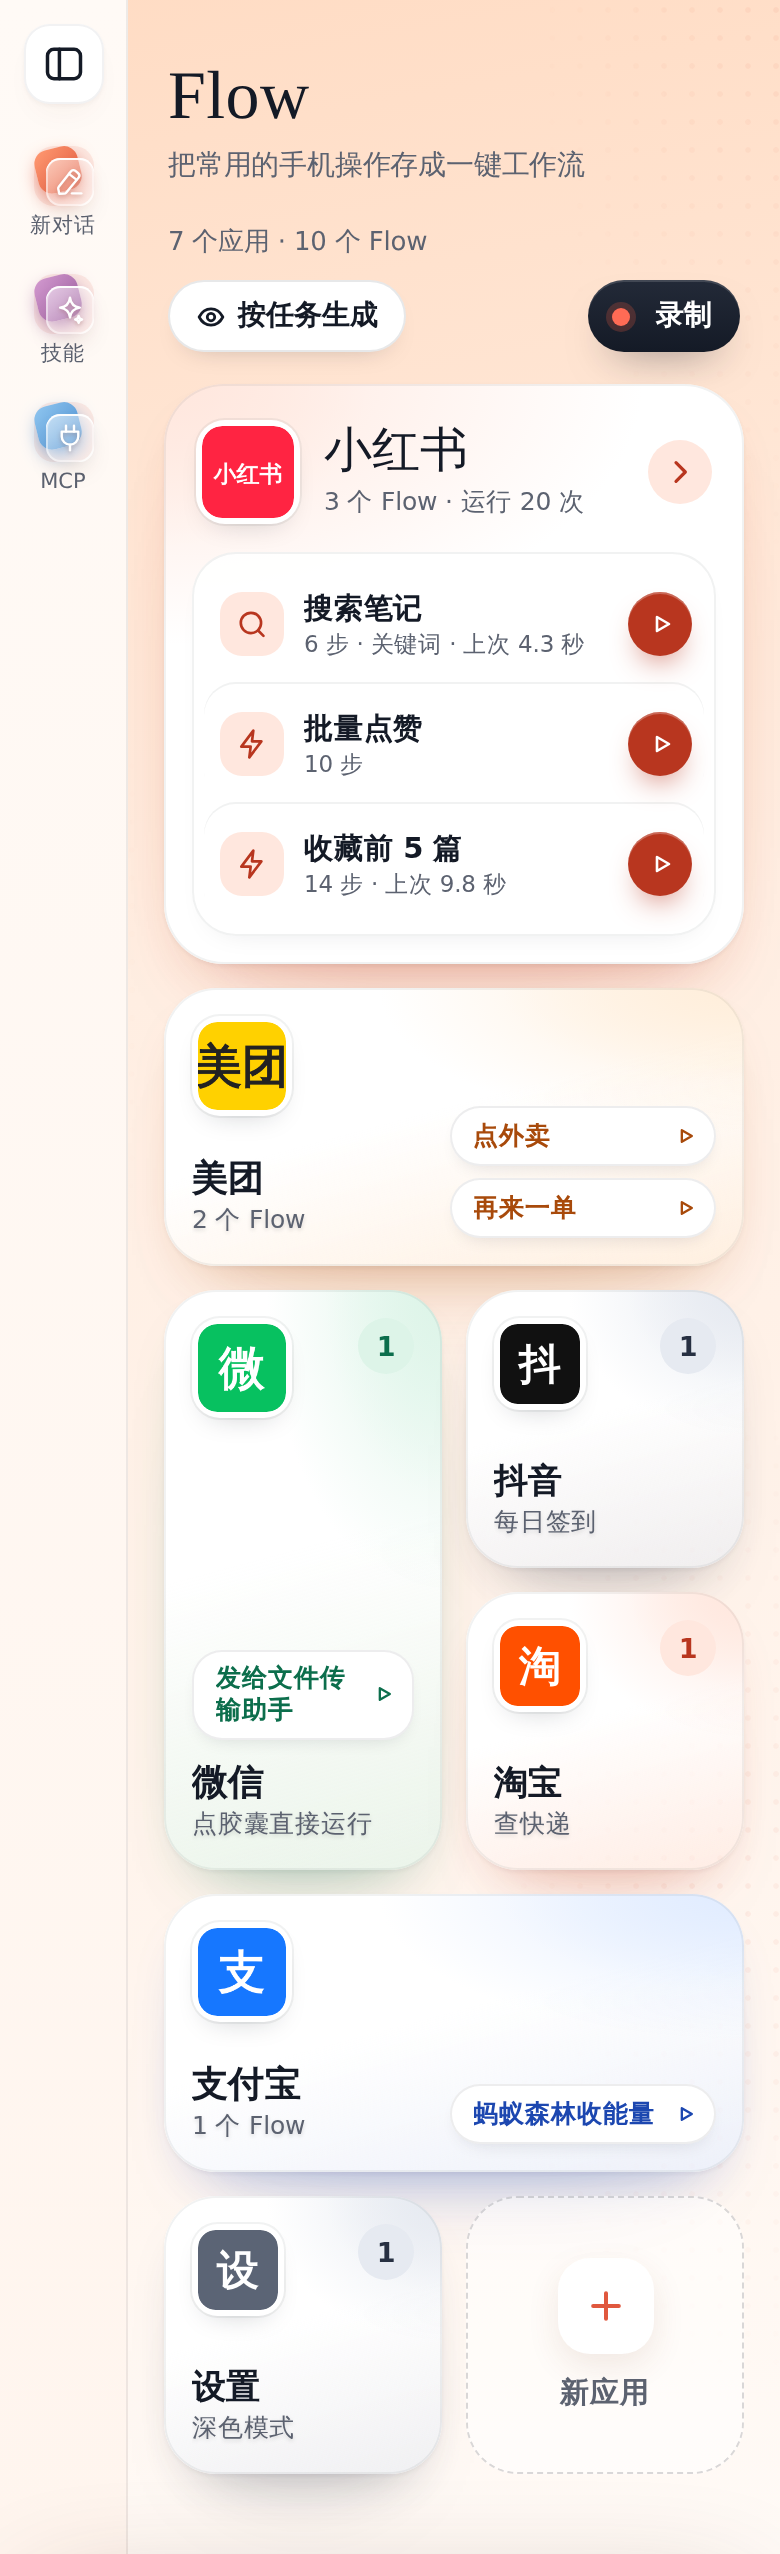 新对话
技能
MCP
Flow
把常用的手机操作存成一键工作流
7 个应用 · 10 个 Flow
按任务生成
录制
小红书
小红书
3 个 Flow · 运行 20 次
搜索笔记
6 步 · 关键词 · 上次 4.3 秒
批量点赞
10 步
收藏前 5 篇
14 步 · 上次 9.8 秒
美团
美团
2 个 Flow
点外卖
再来一单
微
1
发给文件传
输助手
微信
点胶囊直接运行
抖
1
抖音
每日签到
淘
1
淘宝
查快递
支
支付宝
1 个 Flow
蚂蚁森林收能量
设
1
设置
深色模式
新应用